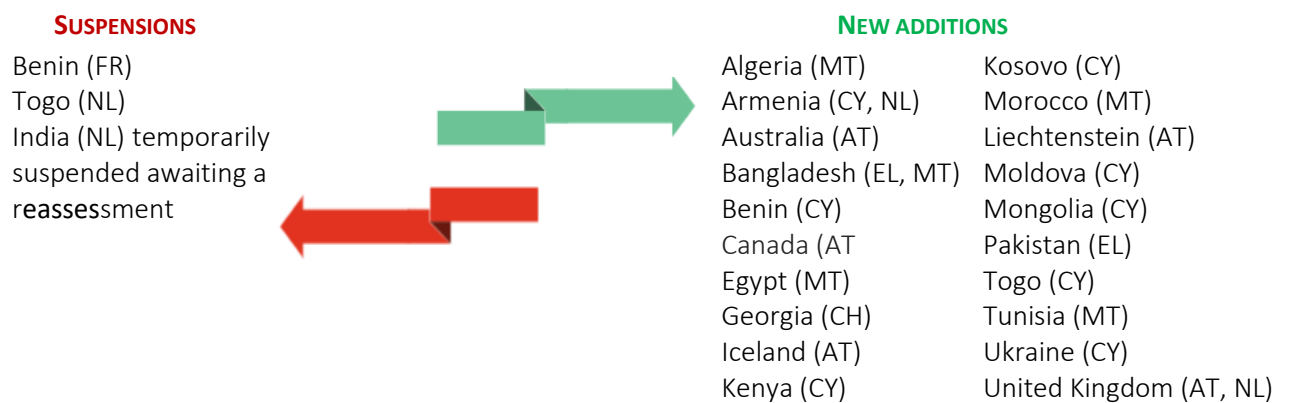 SUSPENSIONS
Benin (FR)
Togo (NL)
India (NL) temporarily
suspended awaiting a
reassessment
NEW ADDITIONS
Algeria (MT)
Armenia (CY, NL)
Australia (AT)
Bangladesh (EL, MT)
Benin (CY)
Canada (AT
Egypt (MT)
Georgia (CH)
Iceland (AT)
Kenya (CY)
Kosovo (CY)
Morocco (MT)
Liechtenstein (AT)
Moldova (CY)
Mongolia (CY)
Pakistan (EL)
Togo (CY)
Tunisia (MT)
Ukraine (CY)
United Kingdom (AT, NL)